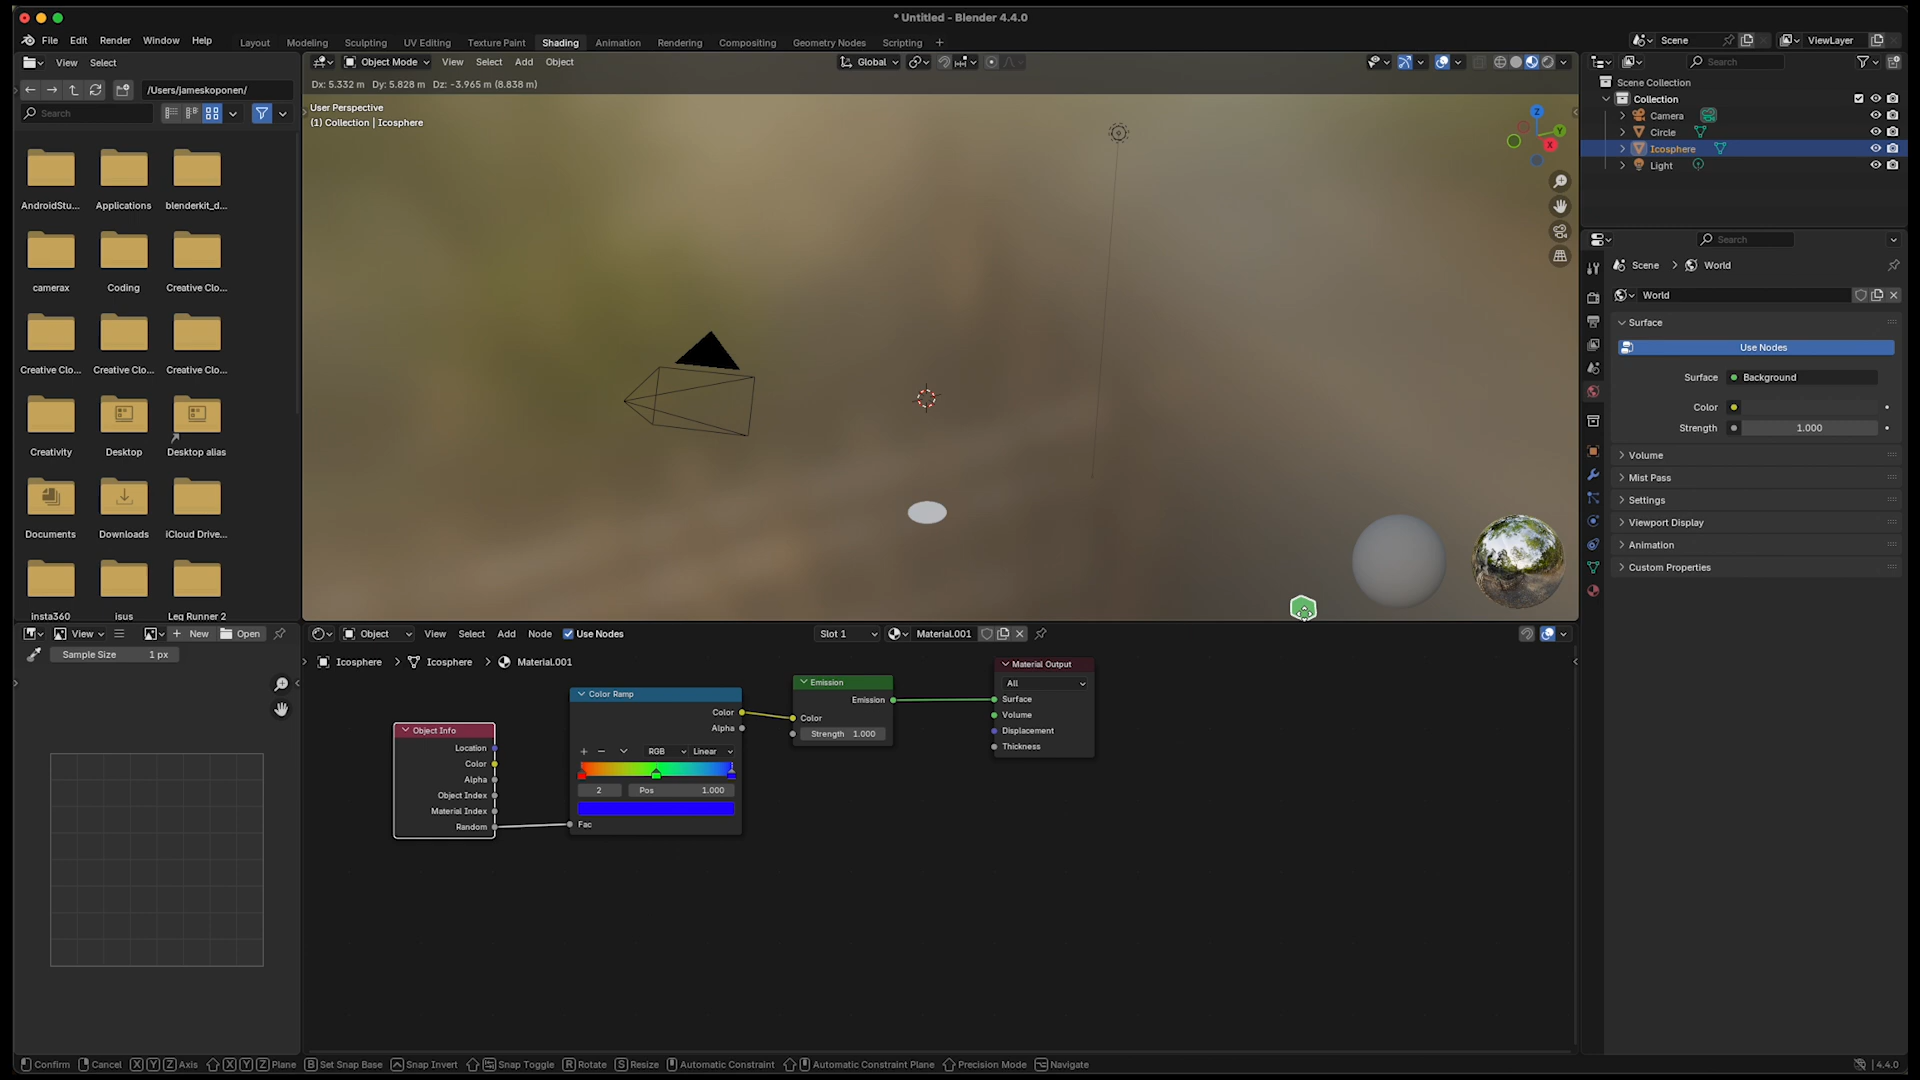 * Untitled - Blender 4.4.0
File Edit Render Window Help
Layout Modeling Sculpting UV Editing Texture Paint Shading Animation Rendering Compositing Geometry Nodes Scripting +
Scene
ViewLayer
View Select
/Users/jameskoponen/
Search
AndroidStu... Applications blenderkit_d...
camerax Coding Creative Clo...
Creative Clo... Creative Clo... Creative Clo...
Creativity Desktop Desktop alias
Documents Downloads iCloud Drive...
insta360 isus Leg Runner 2
Object Mode View Select Add Object
Global
Dx: 5.332 m Dy: 5.828 m Dz: -3.965 m (8.838 m)
User Perspective
(1) Collection | Icosphere
Z
Y
X
Search
Scene Collection
Collection
Camera
Circle
Icosphere
Light
Search
Scene > World
World
Surface
Use Nodes
Surface Background
Color
Strength 1.000
Volume
Mist Pass
Settings
Viewport Display
Animation
Custom Properties
View New Open
Sample Size 1 px
Object View Select Add Node Use Nodes
Slot 1
Material.001
Icosphere > Icosphere > Material.001
Object Info
Location
Color
Alpha
Object Index
Material Index
Random
Color Ramp
Color
Alpha
RGB Linear
2 Pos 1.000
Fac
Emission
Emission
Color
Strength 1.000
Material Output
All
Surface
Volume
Displacement
Thickness
Confirm Cancel X Y Z Axis X Y Z Plane B Set Snap Base Snap Invert Snap Toggle R Rotate S Resize Automatic Constraint Automatic Constraint Plane Precision Mode Navigate
4.4.0